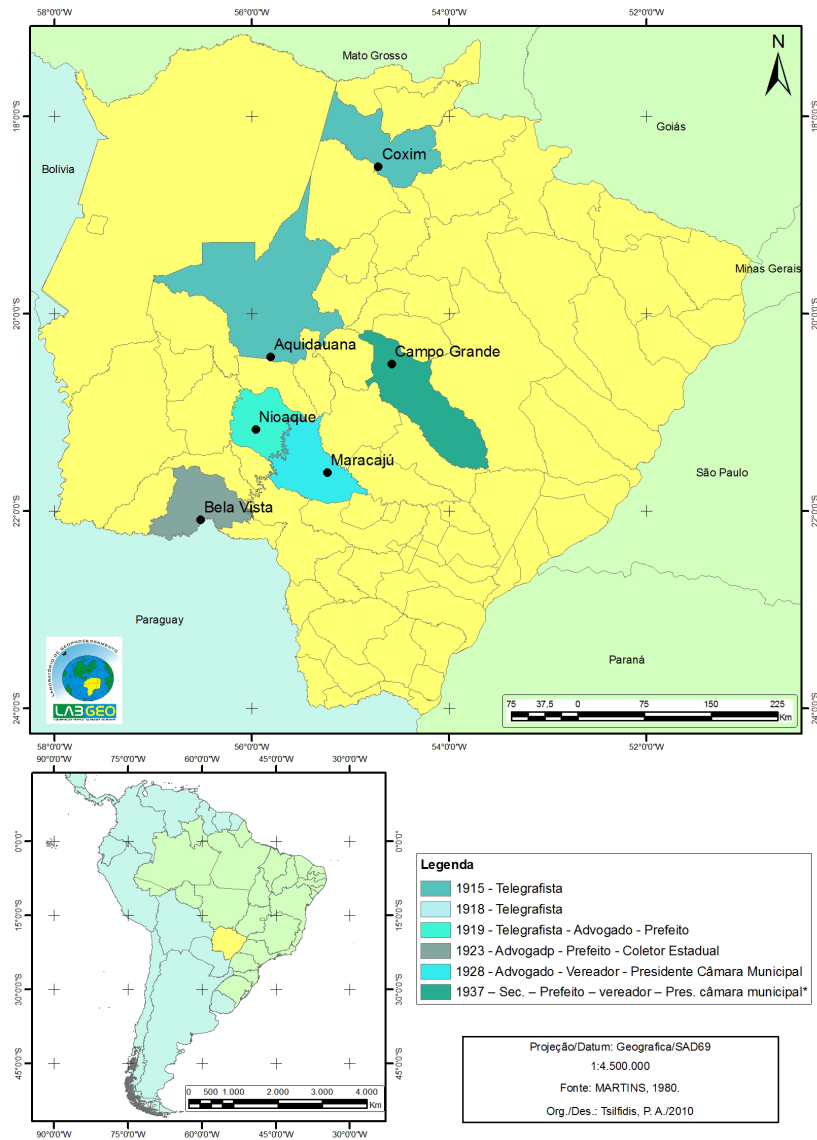 58°0'0"W 56°0'0"W 54°0'0"W 52°0'0"W
Mato Grosso
N
18°0'0"S 18°0'0"S
Goiás
Coxim
Bolivia
Minas Gerais
20°0'0"S 20°0'0"S
Aquidauana
Campo Grande
Nioaque
Maracajú
São Paulo
Bela Vista
22°0'0"S 22°0'0"S
Paraguay
Paraná
LABORATÓRIO DE GEOPROCESSAMENTO
LABGEO
24°0'0"S 24°0'0"S
75 37,5 0 75 150 225
Km
58°0'0"W 56°0'0"W 54°0'0"W 52°0'0"W
90°0'0"W 75°0'0"W 60°0'0"W 45°0'0"W 30°0'0"W
0°0'0" 0°0'0"
15°0'0"S 15°0'0"S
30°0'0"S 30°0'0"S
45°0'0"S 45°0'0"S
0 500 1.000 2.000 3.000 4.000
Km
90°0'0"W 75°0'0"W 60°0'0"W 45°0'0"W 30°0'0"W
Legenda
1915 - Telegrafista
1918 - Telegrafista
1919 - Telegrafista - Advogado - Prefeito
1923 - Advogadp - Prefeito - Coletor Estadual
1928 - Advogado - Vereador - Presidente Câmara Municipal
1937 – Sec. – Prefeito – vereador – Pres. câmara municipal*
Projeção/Datum: Geografica/SAD69
1:4.500.000
Fonte: MARTINS, 1980.
Org./Des.: Tsilfidis, P. A./2010